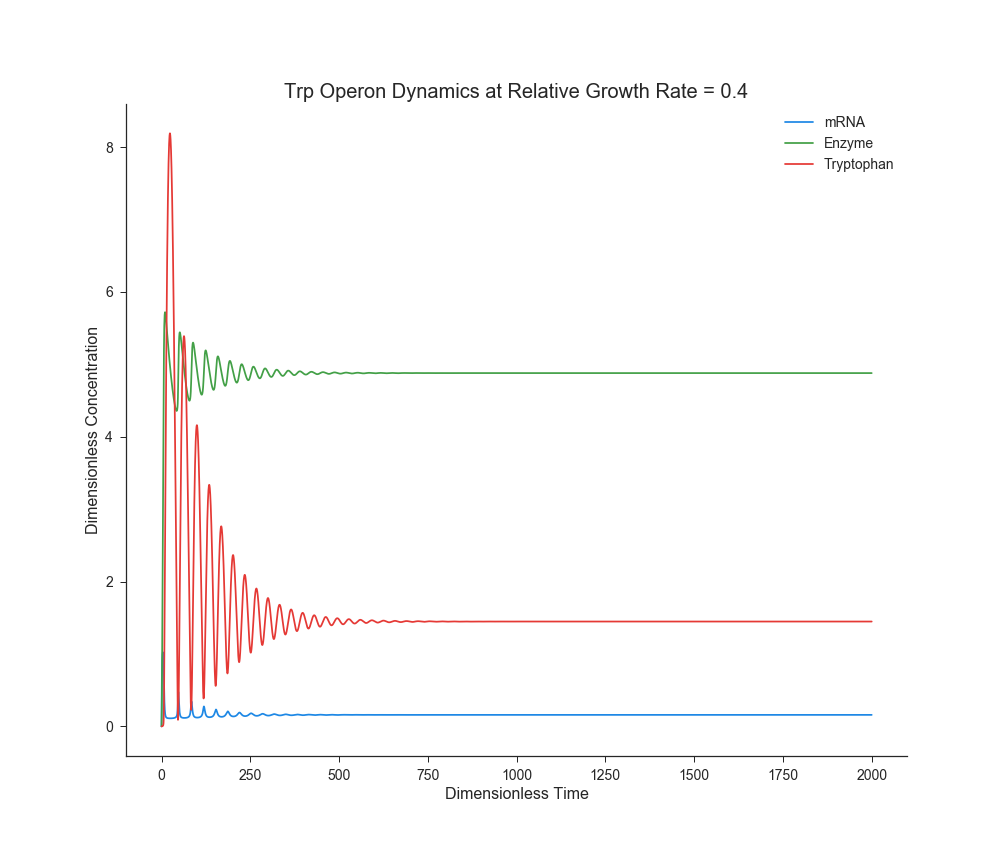 Trp Operon Dynamics at Relative Growth Rate = 0.4
mRNA
Enzyme
Tryptophan
Dimensionless Concentration
8
6
4
2
0
0 250 500 750 1000 1250 1500 1750 2000
Dimensionless Time